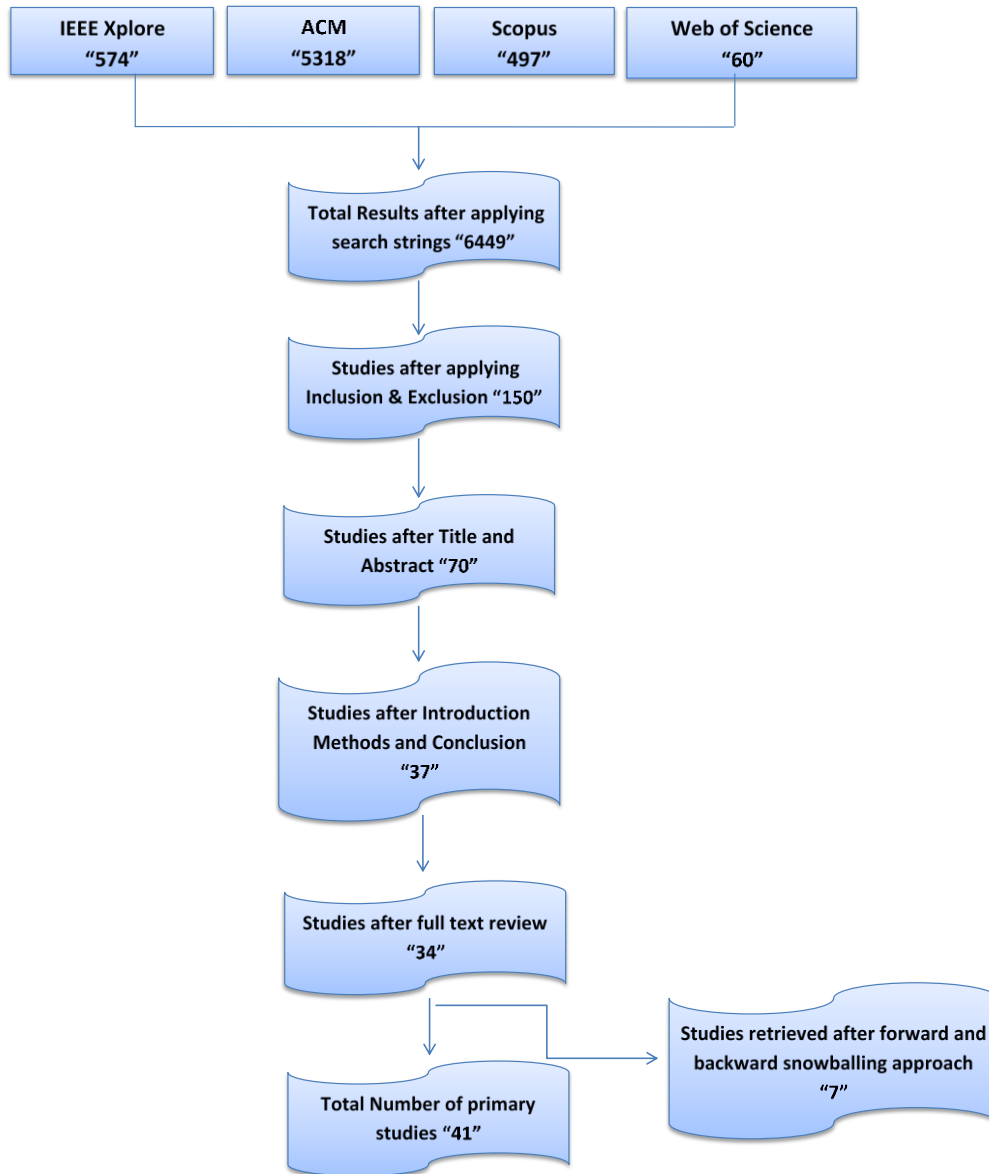 IEEE Xplore
“574”
ACM
“5318”
Scopus
“497”
Web of Science
“60”
Total Results after applying
search strings “6449”
Studies after applying
Inclusion & Exclusion “150”
Studies after Title and
Abstract “70”
Studies after Introduction
Methods and Conclusion
“37”
Studies after full text review
“34”
Studies retrieved after forward and
backward snowballing approach
“7”
Total Number of primary
studies “41”